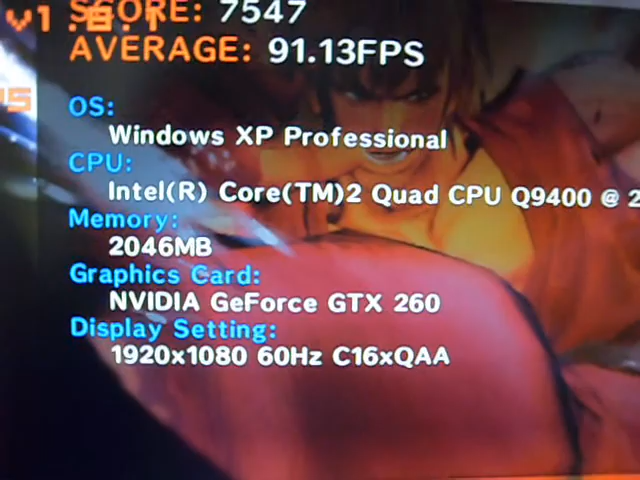 SCORE: 7547
AVERAGE: 91.13FPS
OS:
Windows XP Professional
CPU:
Intel(R) Core(TM)2 Quad CPU Q9400 @ 2
Memory:
2046MB
Graphics Card:
NVIDIA GeForce GTX 260
Display Setting:
1920x1080 60Hz C16xQAA